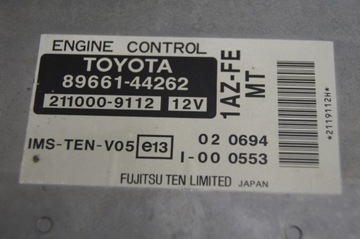 ENGINE CONTROL
TOYOTA
89661-44262
211000-9112 12V
1AZ-FE
MT
IMS-TEN-V05 e13 02 0694
I-00 0553
FUJITSU TEN LIMITED JAPAN
*2119112H*